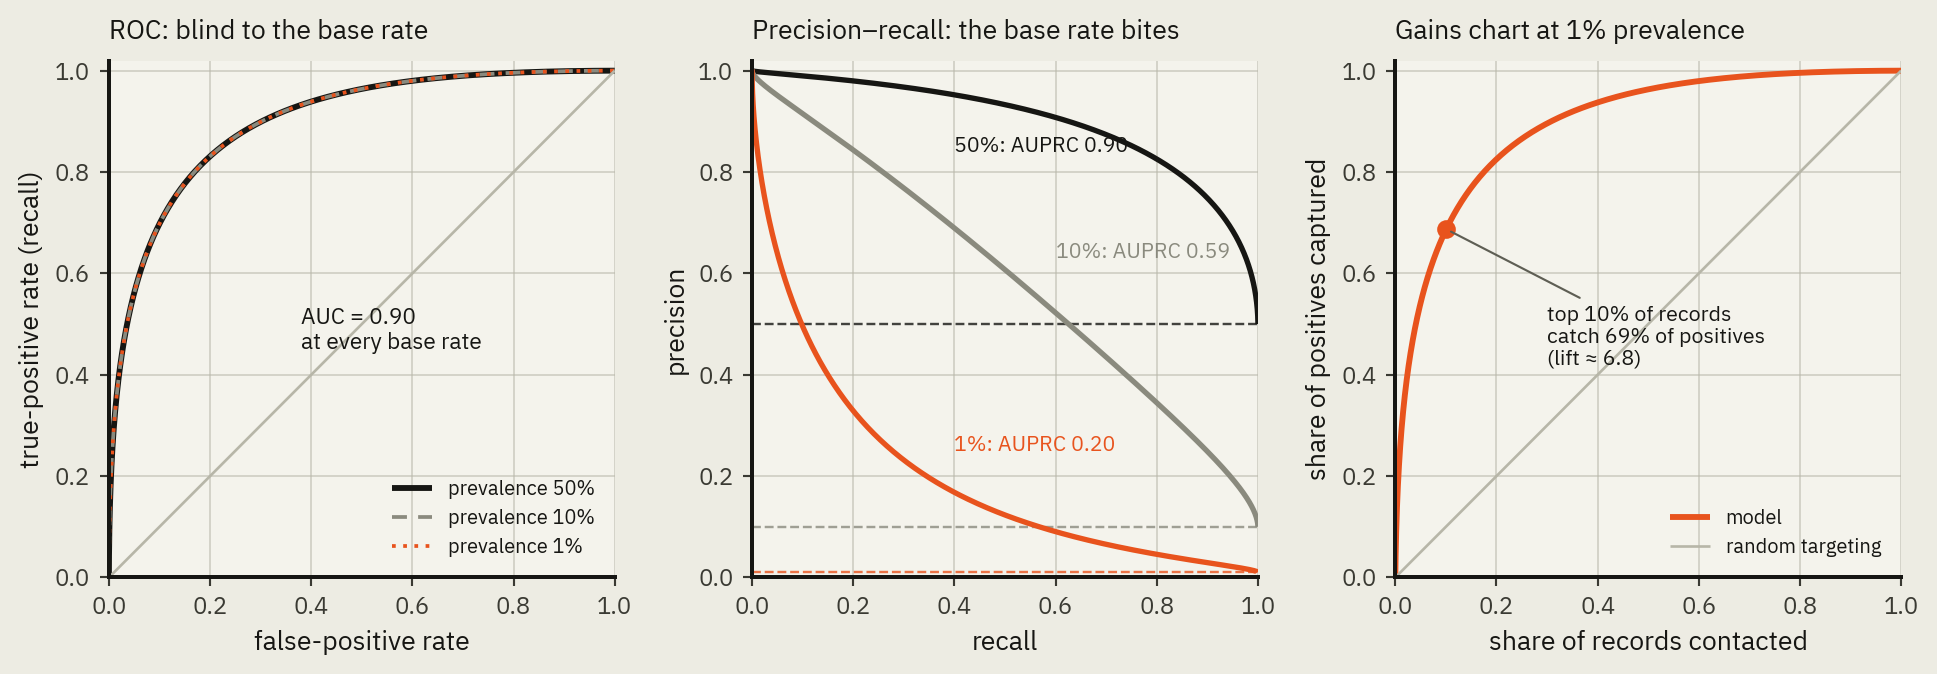 ROC: blind to the base rate
1.0
0.8
0.6
0.4
0.2
0.0
0.0
0.2
0.4
0.6
0.8
1.0
true-positive rate (recall)
false-positive rate
AUC = 0.90
at every base rate
prevalence 50%
prevalence 10%
prevalence 1%
Precision–recall: the base rate bites
1.0
0.8
0.6
0.4
0.2
0.0
0.0
0.2
0.4
0.6
0.8
1.0
precision
recall
50%: AUPRC 0.90
10%: AUPRC 0.59
1%: AUPRC 0.20
Gains chart at 1% prevalence
1.0
0.8
0.6
0.4
0.2
0.0
0.0
0.2
0.4
0.6
0.8
1.0
share of positives captured
share of records contacted
top 10% of records
catch 69% of positives
(lift ≈ 6.8)
model
random targeting